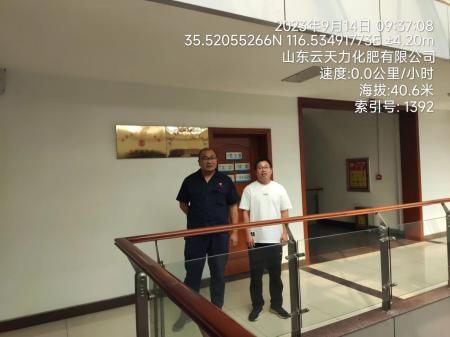 2023年9月14日 09:37:08
35.52055266N 116.53491773E ±4.20m
山东云天力化肥有限公司
速度:0.0公里/小时
海拔:40.6米
索引号: 1392